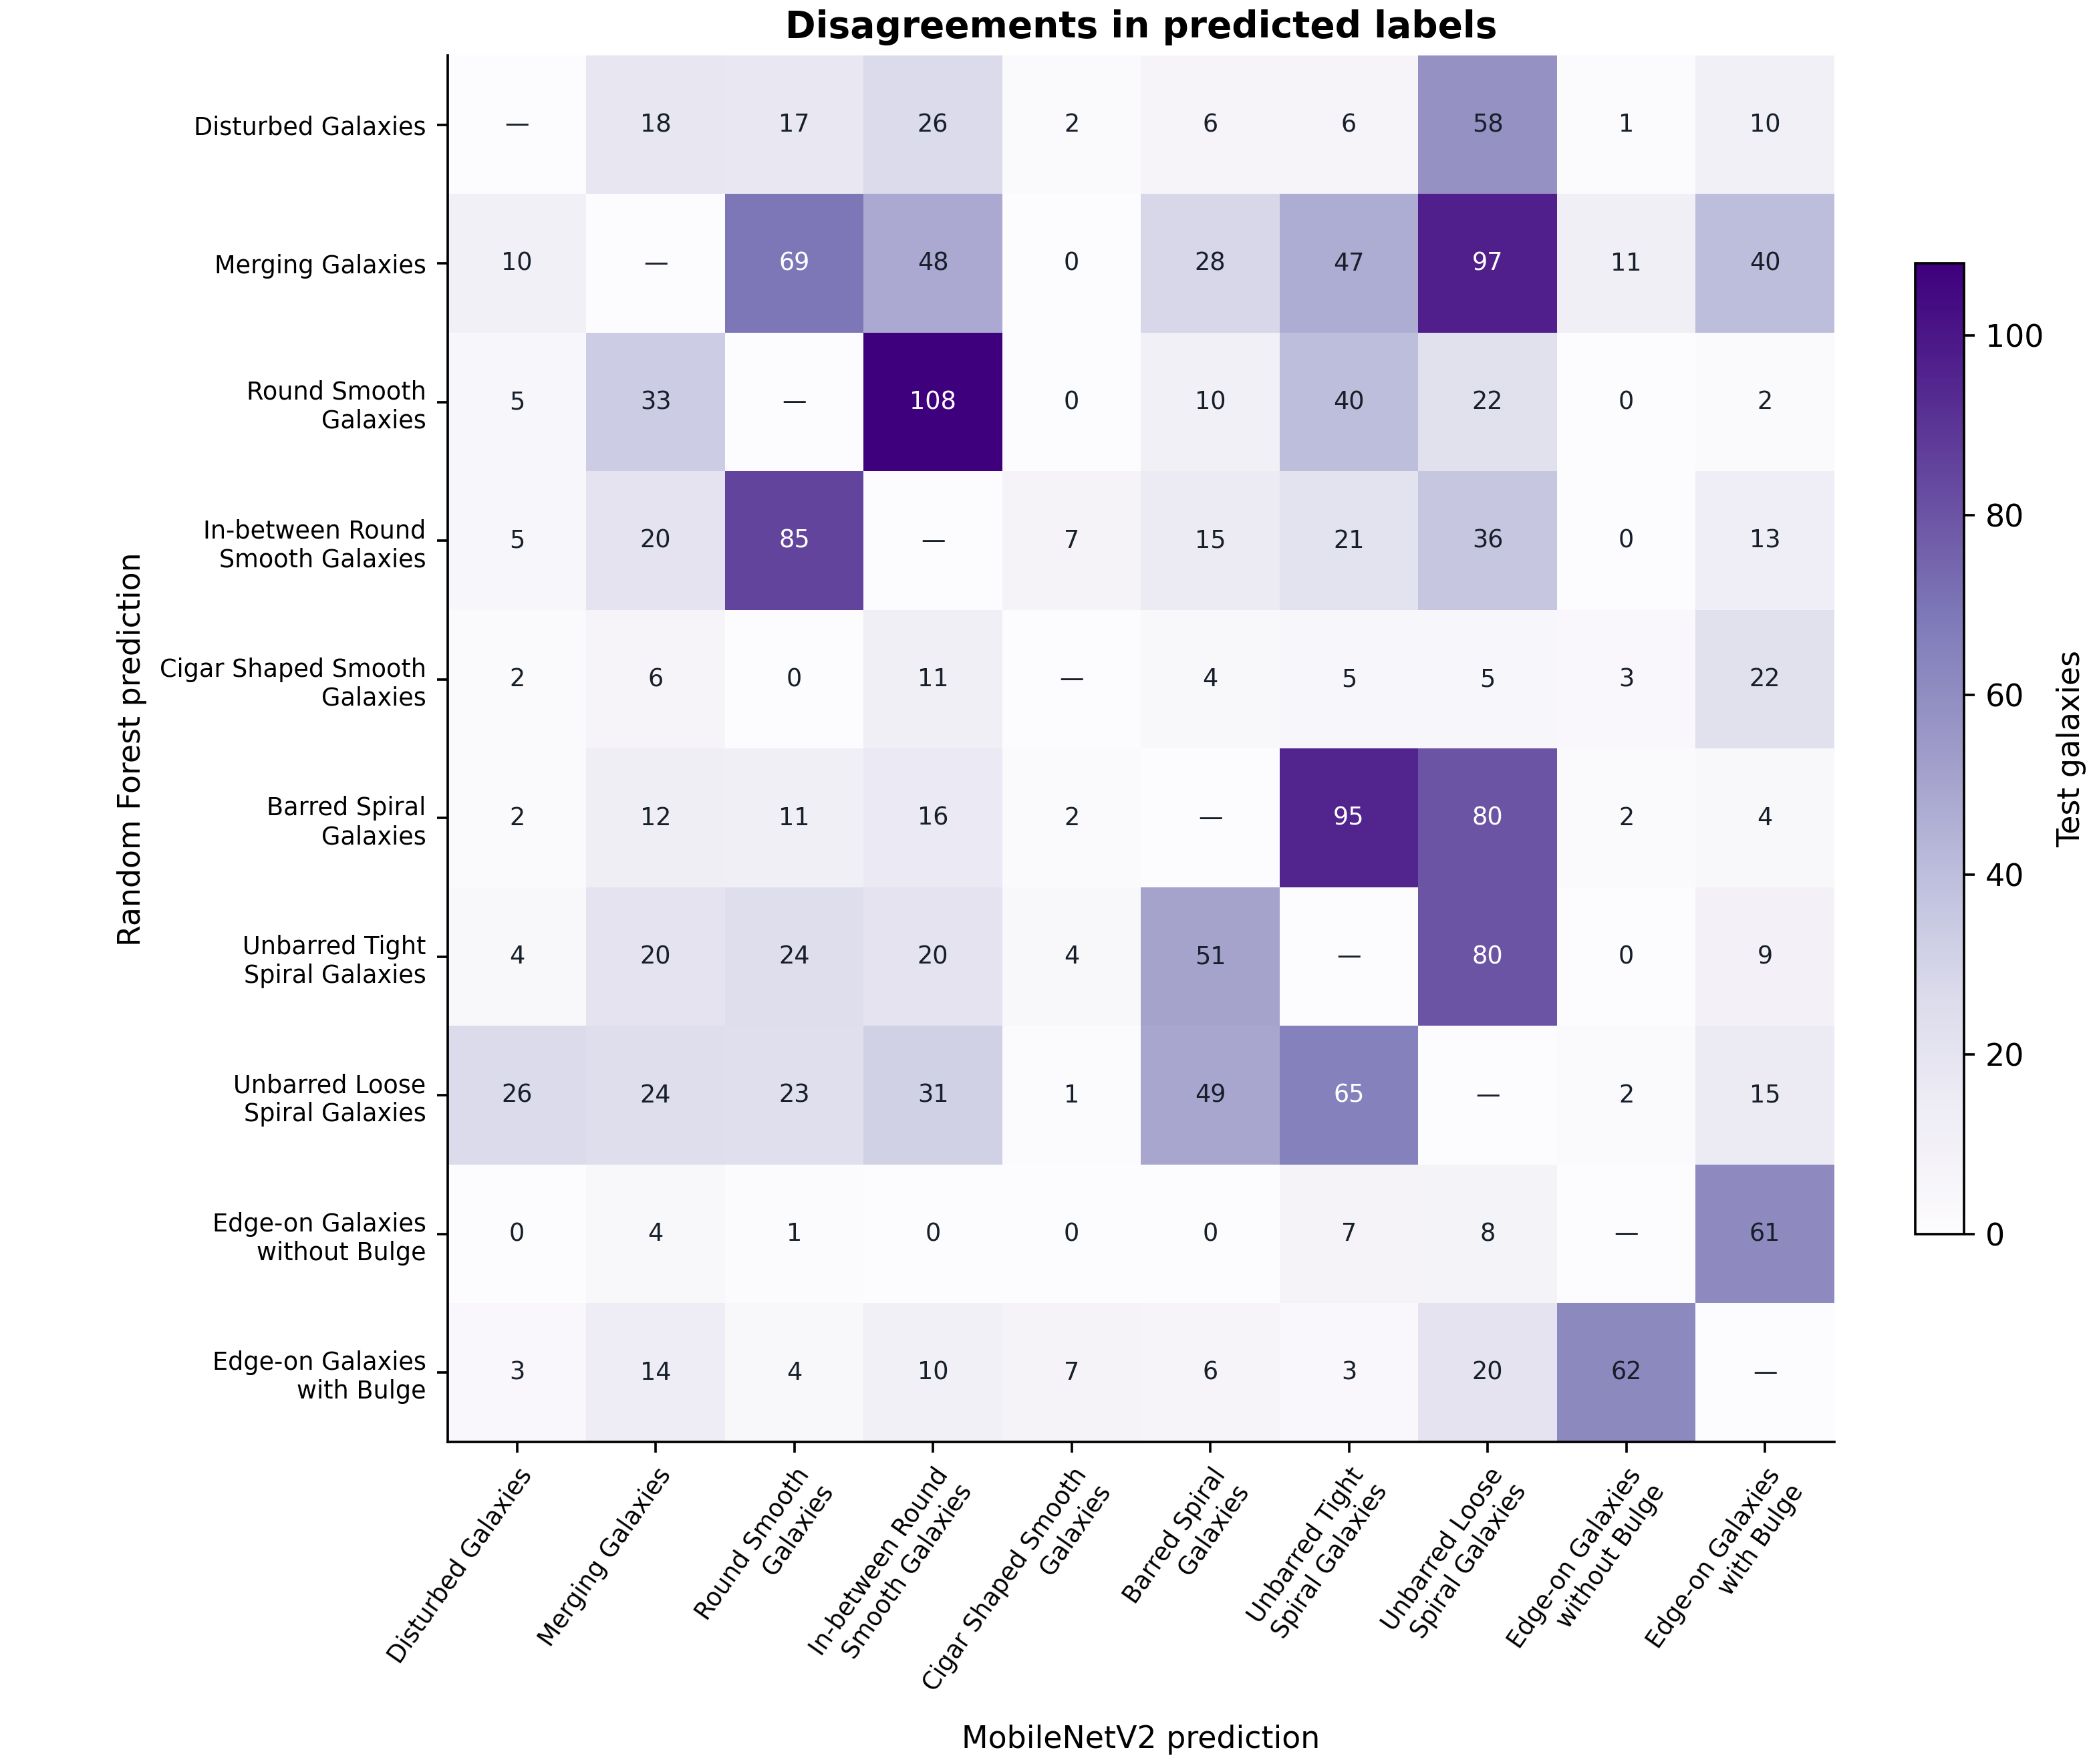 Disagreements in predicted labels
Disturbed Galaxies — 18 17 26 2 6 6 58 1 10
Merging Galaxies 10 — 69 48 0 28 47 97 11 40
Round Smooth
Galaxies
5 33 — 108 0 10 40 22 0 2
In-between Round
Smooth Galaxies
5 20 85 — 7 15 21 36 0 13
Cigar Shaped Smooth
Galaxies
2 6 0 11 — 4 5 5 3 22
Barred Spiral
Galaxies
2 12 11 16 2 — 95 80 2 4
Unbarred Tight
Spiral Galaxies
4 20 24 20 4 51 — 80 0 9
Unbarred Loose
Spiral Galaxies
26 24 23 31 1 49 65 — 2 15
Edge-on Galaxies
without Bulge
0 4 1 0 0 0 7 8 — 61
Edge-on Galaxies
with Bulge
3 14 4 10 7 6 3 20 62 —
Random Forest prediction
Disturbed Galaxies
Merging Galaxies
Round Smooth
Galaxies
In-between Round
Smooth Galaxies
Cigar Shaped Smooth
Galaxies
Barred Spiral
Galaxies
Unbarred Tight
Spiral Galaxies
Unbarred Loose
Spiral Galaxies
Edge-on Galaxies
without Bulge
Edge-on Galaxies
with Bulge
MobileNetV2 prediction
100
80
60
40
20
0
Test galaxies